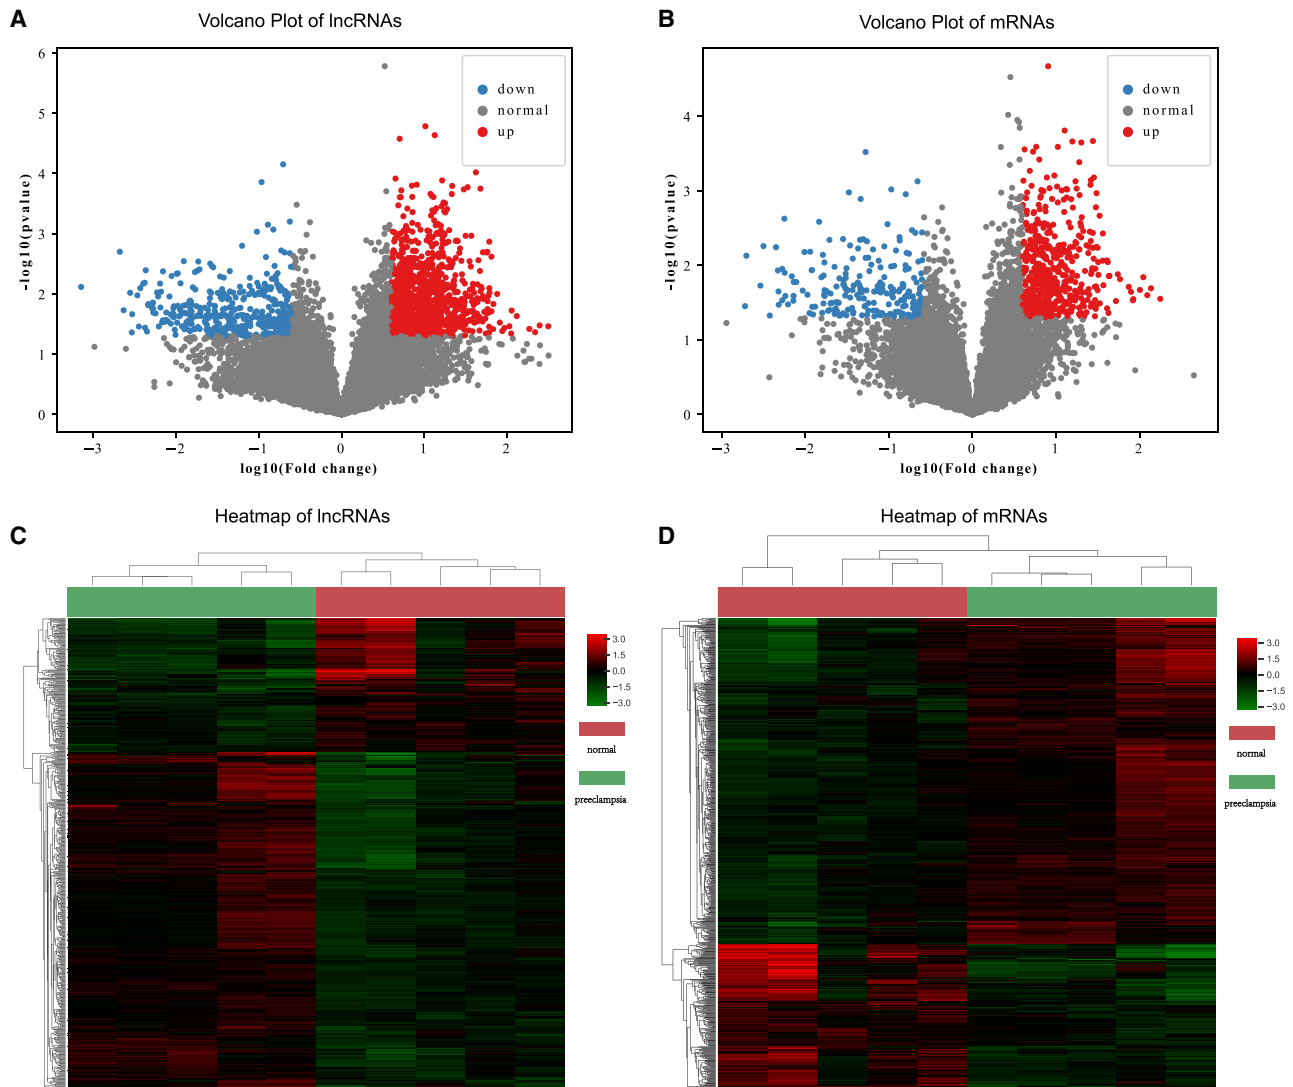 A
Volcano Plot of lncRNAs
6
5
4
3
2
1
0
-log10(pvalue)
down
normal
up
−3
−2
−1
0
1
2
log10(Fold change)
B
Volcano Plot of mRNAs
4
3
2
1
0
-log10(pvalue)
down
normal
up
−3
−2
−1
0
1
2
log10(Fold change)
C
Heatmap of lncRNAs
3.0
1.5
0.0
−1.5
−3.0
normal
preeclampsia
D
Heatmap of mRNAs
3.0
1.5
0.0
−1.5
−3.0
normal
preeclampsia